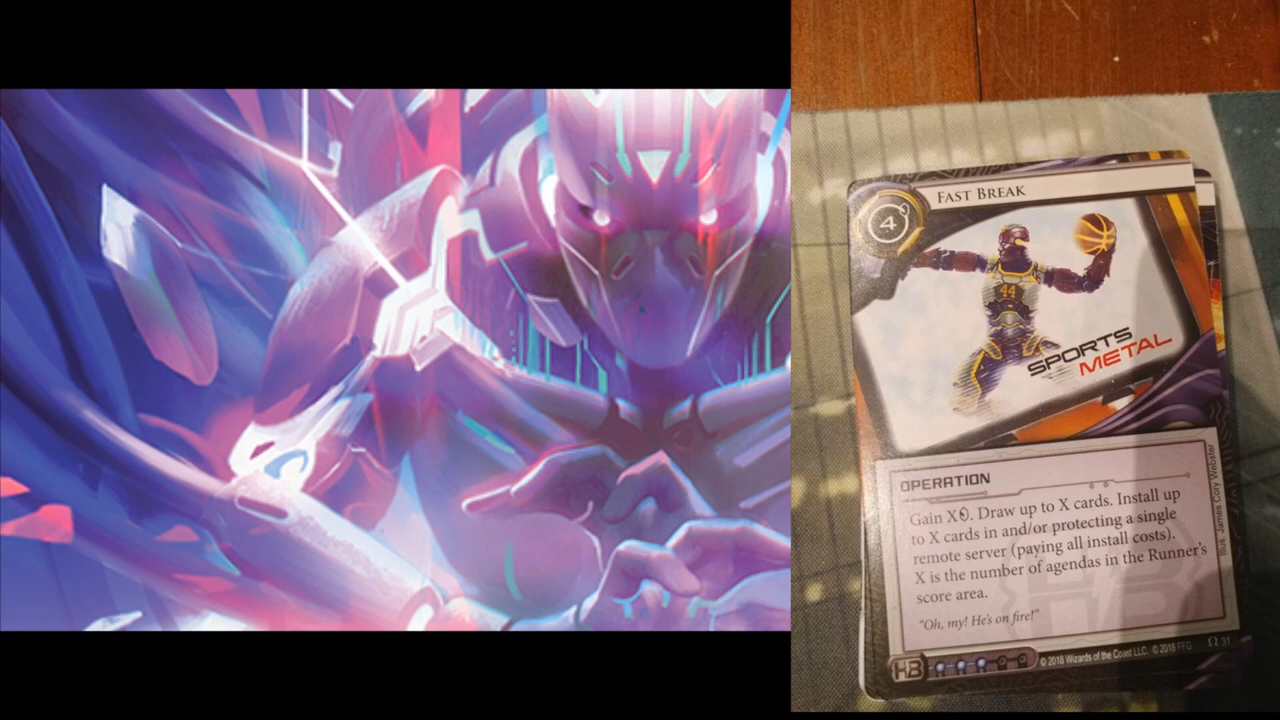 FAST BREAK
4
44
SPORTS
METAL
OPERATION
Gain X. Draw up to X cards. Install up
to X cards in and/or protecting a single
remote server (paying all install costs).
X is the number of agendas in the Runner's
score area.
"Oh, my! He's on fire!"
Illus. James Cory Webster
HB
© 2018 Wizards of the Coast LLC. © 2018 FFG
31